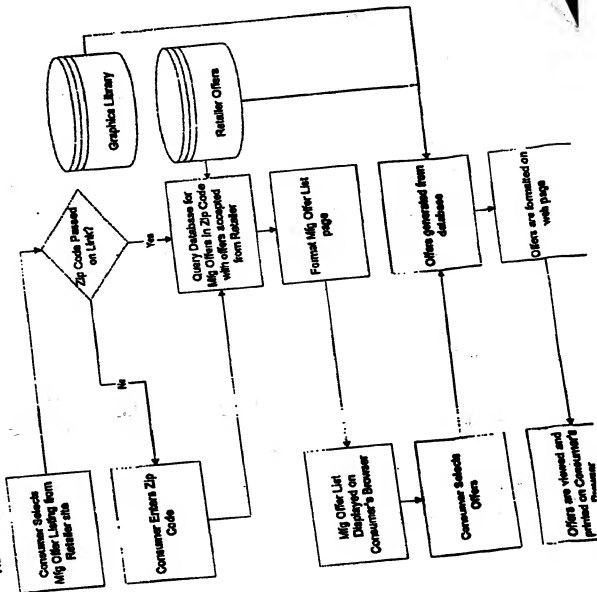 Graphics Library
Retailer Offers
Zip Code Passed
on Link?
Yes
No
Consumer Selects
Mfg Offer Listing from
Retailer site
Consumer Enters Zip
Code
Query Database for
Mfg Offers in Zip Code
with offers accepted
from Retailer
Format Mfg Offer List
page
Mfg Offer List
Displayed on
Consumer's Browser
Consumer Selects
Offers
Offers generated from
database
Offers are formatted on
web page
Offers are viewed and
printed on Consumer's
Browser